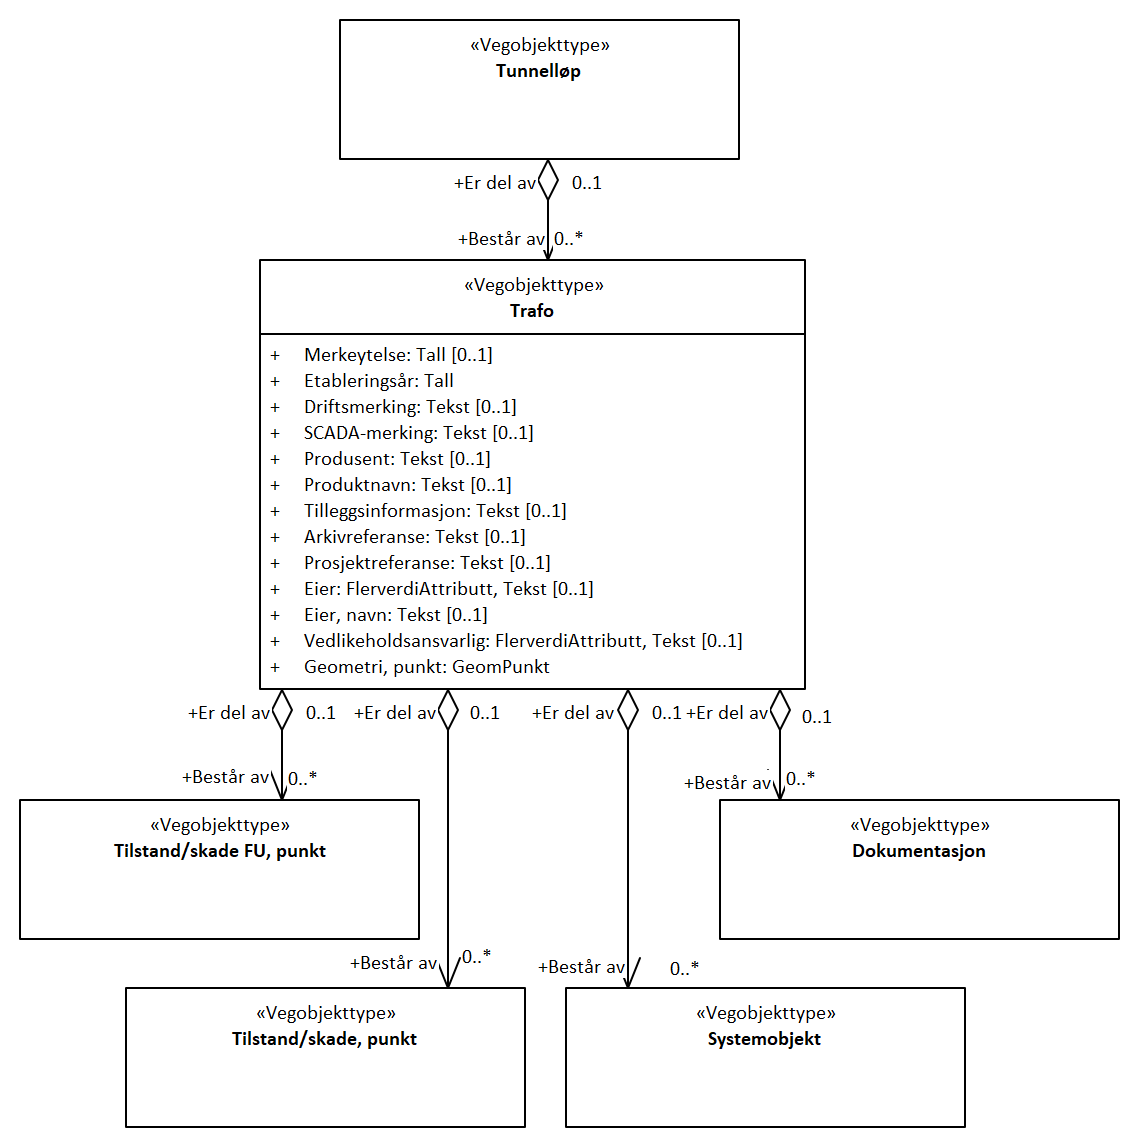 «Vegobjekttype»
Tunnelløp
+Er del av 0..1
+Består av 0..*
«Vegobjekttype»
Trafo
+ Merkeytelse: Tall [0..1]
+ Etableringsår: Tall
+ Driftsmerking: Tekst [0..1]
+ SCADA-merking: Tekst [0..1]
+ Produsent: Tekst [0..1]
+ Produktnavn: Tekst [0..1]
+ Tilleggsinformasjon: Tekst [0..1]
+ Arkivreferanse: Tekst [0..1]
+ Prosjektreferanse: Tekst [0..1]
+ Eier: FlerverdiAttributt, Tekst [0..1]
+ Eier, navn: Tekst [0..1]
+ Vedlikeholdsansvarlig: FlerverdiAttributt, Tekst [0..1]
+ Geometri, punkt: GeomPunkt
+Er del av 0..1 +Er del av 0..1 +Er del av 0..1 +Er del av 0..1
+Består av 0..* +Består av 0..*
«Vegobjekttype»
Tilstand/skade FU, punkt
«Vegobjekttype»
Dokumentasjon
+Består av 0..* +Består av 0..*
«Vegobjekttype»
Tilstand/skade, punkt
«Vegobjekttype»
Systemobjekt